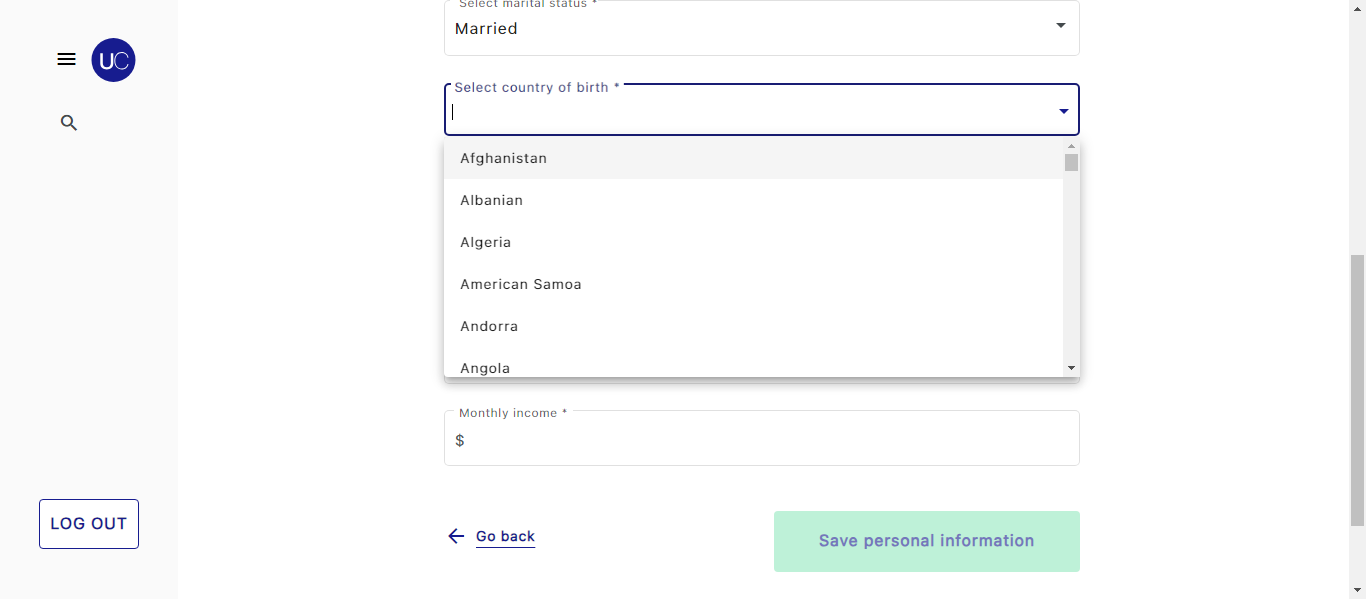 Select marital status *
Married
UC
Select country of birth *
Afghanistan
Albanian
Algeria
American Samoa
Andorra
Angola
Monthly income *
$
LOG OUT
Go back
Save personal information